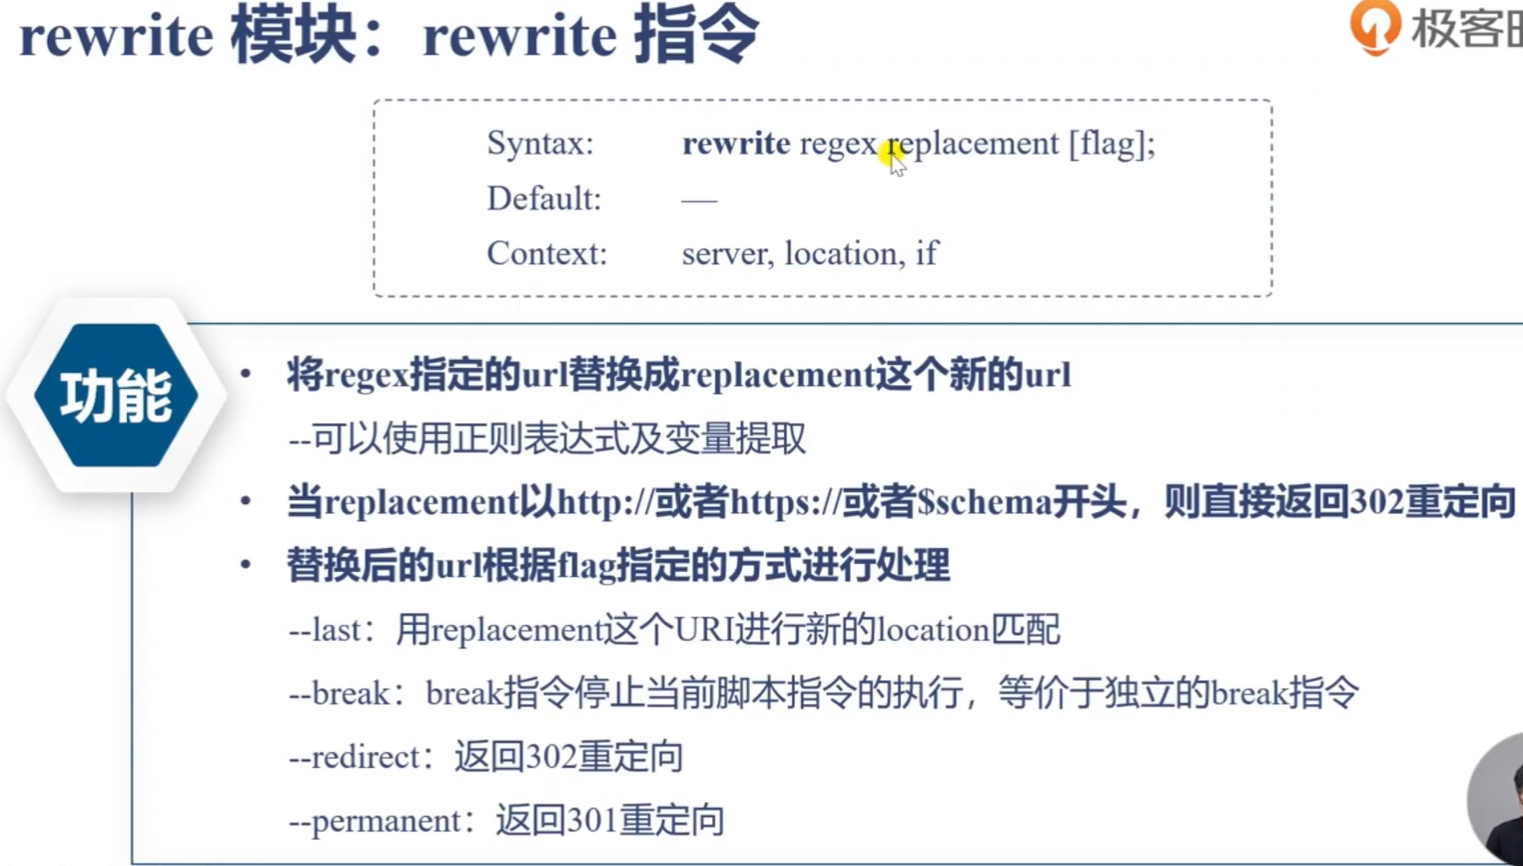 rewrite 模块：rewrite 指令
极客时
Syntax: rewrite regex replacement [flag];
Default: —
Context: server, location, if
功能
• 将regex指定的url替换成replacement这个新的url
--可以使用正则表达式及变量提取
• 当replacement以http://或者https://或者$schema开头，则直接返回302重定向
• 替换后的url根据flag指定的方式进行处理
--last：用replacement这个URI进行新的location匹配
--break：break指令停止当前脚本指令的执行，等价于独立的break指令
--redirect：返回302重定向
--permanent：返回301重定向